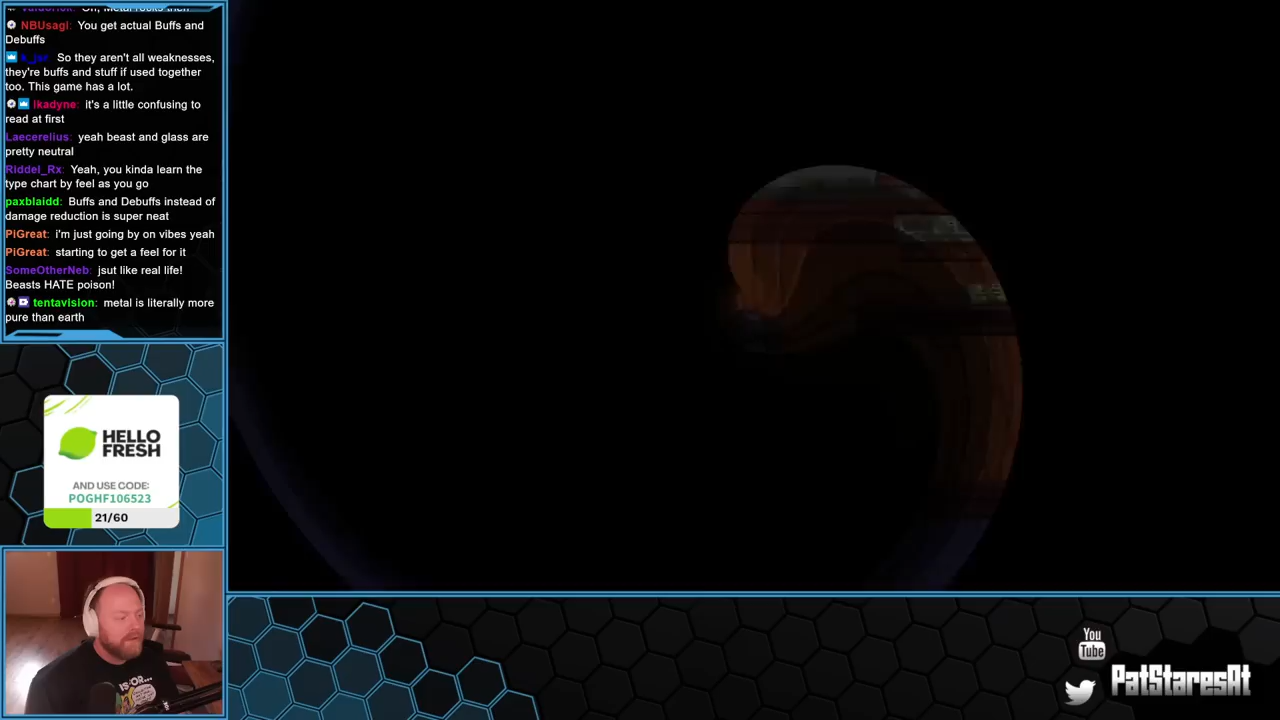 NBUsagi: You get actual Buffs and
Debuffs
So they aren't all weaknesses,
they're buffs and stuff if used together
too. This game has a lot.
Ikadyne: it's a little confusing to
read at first
Laecerelius: yeah beast and glass are
pretty neutral
Riddel_Rx: Yeah, you kinda learn the
type chart by feel as you go
paxblaidd: Buffs and Debuffs instead of
damage reduction is super neat
PiGreat: i'm just going by on vibes yeah
PiGreat: starting to get a feel for it
SomeOtherNeb: jsut like real life!
Beasts HATE poison!
tentavision: metal is literally more
pure than earth
HELLO
FRESH
AND USE CODE:
POGHF106523
21/60
You
Tube
PatStaresAt